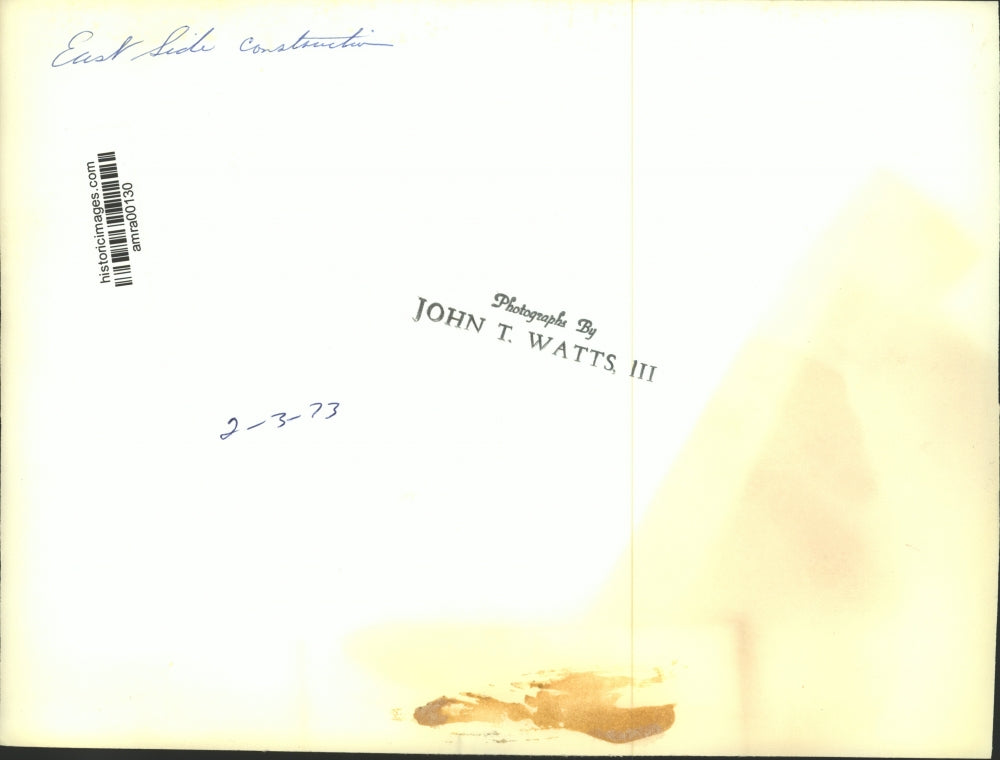 East Side construction
historicimages.com
amra00130
Photographs By
JOHN T. WATTS, III
2-3-73